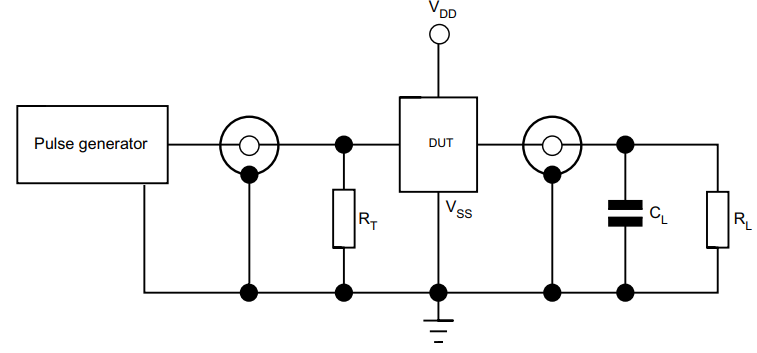 VDD
Pulse generator
DUT
VSS
RT
CL
RL